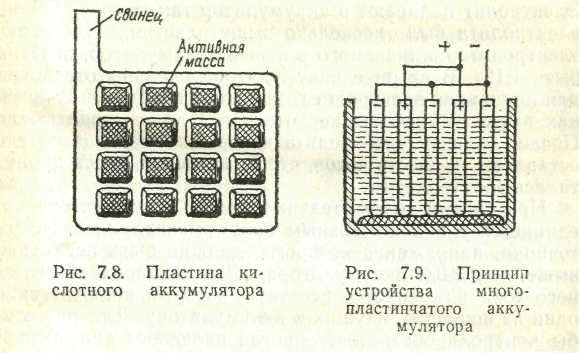 Свинец
Активная
масса
+ -
Рис. 7.8. Пластина ки-
слотного аккумулятора
Рис. 7.9. Принцип
устройства много-
пластинчатого акку-
мулятора